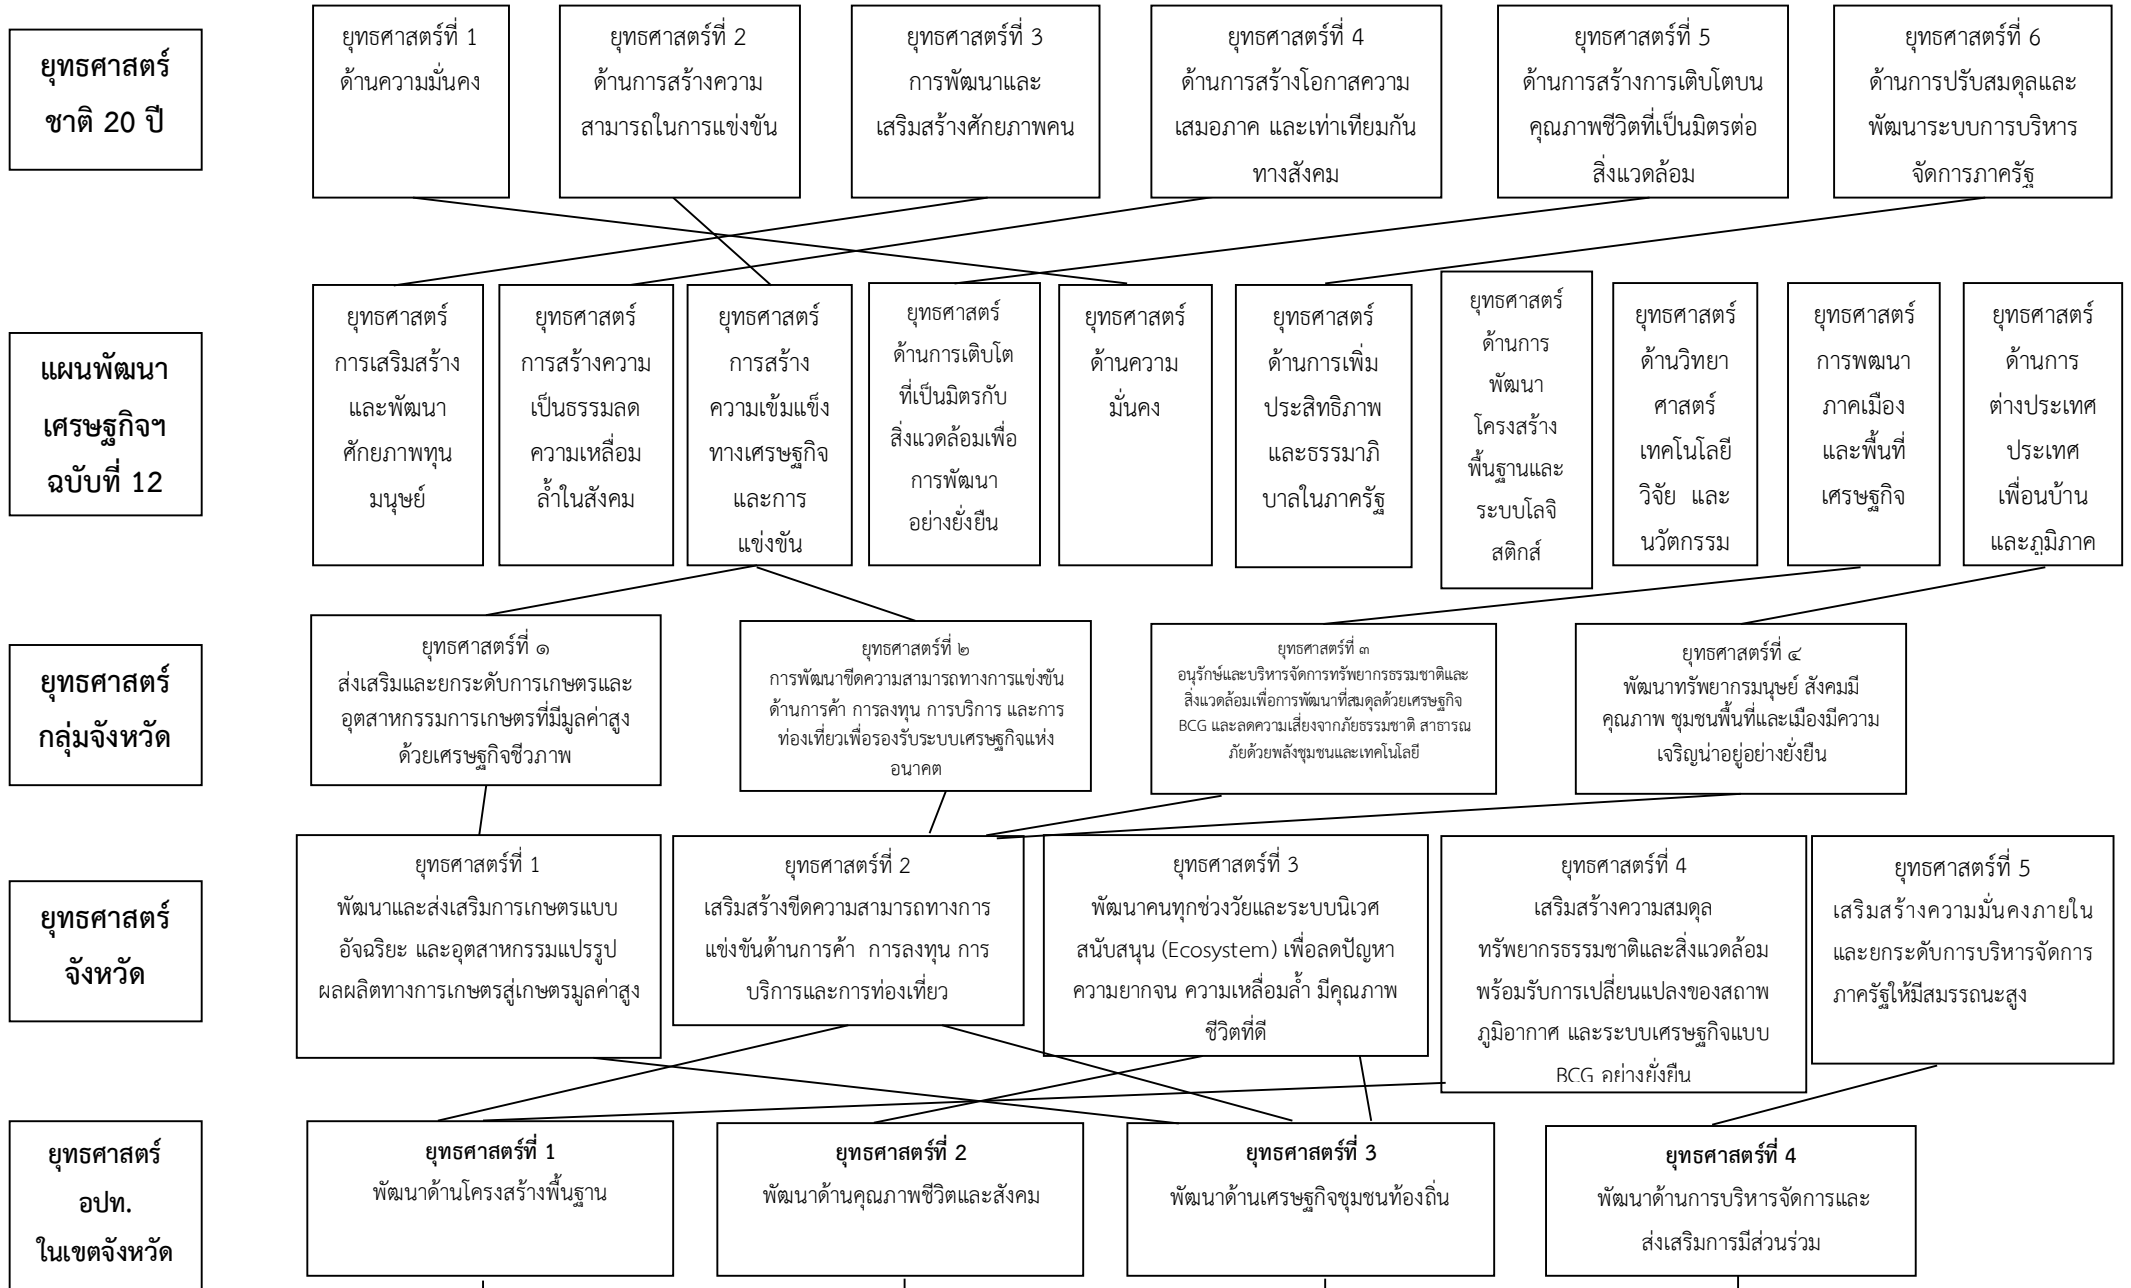 ยุทธศาสตร์
ชาติ 20 ปี
ยุทธศาสตร์ที่ 1
ด้านความมั่นคง
ยุทธศาสตร์ที่ 2
ด้านการสร้างความ
สามารถในการแข่งขัน
ยุทธศาสตร์ที่ 3
การพัฒนาและ
เสริมสร้างศักยภาพคน
ยุทธศาสตร์ที่ 4
ด้านการสร้างโอกาสความ
เสมอภาค และเท่าเทียมกัน
ทางสังคม
ยุทธศาสตร์ที่ 5
ด้านการสร้างการเติบโตบน
คุณภาพชีวิตที่เป็นมิตรต่อ
สิ่งแวดล้อม
ยุทธศาสตร์ที่ 6
ด้านการปรับสมดุลและ
พัฒนาระบบการบริหาร
จัดการภาครัฐ
แผนพัฒนา
เศรษฐกิจฯ
ฉบับที่ 12
ยุทธศาสตร์
การเสริมสร้าง
และพัฒนา
ศักยภาพทุน
มนุษย์
ยุทธศาสตร์
การสร้างความ
เป็นธรรมลด
ความเหลื่อม
ล้ำในสังคม
ยุทธศาสตร์
การสร้าง
ความเข้มแข็ง
ทางเศรษฐกิจ
และการ
แข่งขัน
ยุทธศาสตร์
ด้านการเติบโต
ที่เป็นมิตรกับ
สิ่งแวดล้อมเพื่อ
การพัฒนา
อย่างยั่งยืน
ยุทธศาสตร์
ด้านความ
มั่นคง
ยุทธศาสตร์
ด้านการเพิ่ม
ประสิทธิภาพ
และธรรมาภิ
บาลในภาครัฐ
ยุทธศาสตร์
ด้านการ
พัฒนา
โครงสร้าง
พื้นฐานและ
ระบบโลจิ
สติกส์
ยุทธศาสตร์
ด้านวิทยา
ศาสตร์
เทคโนโลยี
วิจัย และ
นวัตกรรม
ยุทธศาสตร์
การพฒนา
ภาคเมือง
และพื้นที่
เศรษฐกิจ
ยุทธศาสตร์
ด้านการ
ต่างประเทศ
ประเทศ
เพื่อนบ้าน
และภูมิภาค
ยุทธศาสตร์
กลุ่มจังหวัด
ยุทธศาสตร์ที่ ๑
ส่งเสริมและยกระดับการเกษตรและ
อุตสาหกรรมการเกษตรที่มีมูลค่าสูง
ด้วยเศรษฐกิจชีวภาพ
ยุทธศาสตร์ที่ ๒
การพัฒนาขีดความสามารถทางการแข่งขัน
ด้านการค้า การลงทุน การบริการ และการ
ท่องเที่ยวเพื่อรองรับระบบเศรษฐกิจแห่ง
อนาคต
ยุทธศาสตร์ที่ ๓
อนุรักษ์และบริหารจัดการทรัพยากรธรรมชาติและ
สิ่งแวดล้อมเพื่อการพัฒนาที่สมดุลด้วยเศรษฐกิจ
BCG และลดความเสี่ยงจากภัยธรรมชาติ สาธารณ
ภัยด้วยพลังชุมชนและเทคโนโลยี
ยุทธศาสตร์ที่ ๔
พัฒนาทรัพยากรมนุษย์ สังคมมี
คุณภาพ ชุมชนพื้นที่และเมืองมีความ
เจริญน่าอยู่อย่างยั่งยืน
ยุทธศาสตร์
จังหวัด
ยุทธศาสตร์ที่ 1
พัฒนาและส่งเสริมการเกษตรแบบ
อัจฉริยะ และอุตสาหกรรมแปรรูป
ผลผลิตทางการเกษตรสู่เกษตรมูลค่าสูง
ยุทธศาสตร์ที่ 2
เสริมสร้างขีดความสามารถทางการ
แข่งขันด้านการค้า การลงทุน การ
บริการและการท่องเที่ยว
ยุทธศาสตร์ที่ 3
พัฒนาคนทุกช่วงวัยและระบบนิเวศ
สนับสนุน (Ecosystem) เพื่อลดปัญหา
ความยากจน ความเหลื่อมล้ำ มีคุณภาพ
ชีวิตที่ดี
ยุทธศาสตร์ที่ 4
เสริมสร้างความสมดุล
ทรัพยากรธรรมชาติและสิ่งแวดล้อม
พร้อมรับการเปลี่ยนแปลงของสภาพ
ภูมิอากาศ และระบบเศรษฐกิจแบบ
BCG อย่างยั่งยืน
ยุทธศาสตร์ที่ 5
เสริมสร้างความมั่นคงภายใน
และยกระดับการบริหารจัดการ
ภาครัฐให้มีสมรรถนะสูง
ยุทธศาสตร์
อปท.
ในเขตจังหวัด
ยุทธศาสตร์ที่ 1
พัฒนาด้านโครงสร้างพื้นฐาน
ยุทธศาสตร์ที่ 2
พัฒนาด้านคุณภาพชีวิตและสังคม
ยุทธศาสตร์ที่ 3
พัฒนาด้านเศรษฐกิจชุมชนท้องถิ่น
ยุทธศาสตร์ที่ 4
พัฒนาด้านการบริหารจัดการและ
ส่งเสริมการมีส่วนร่วม